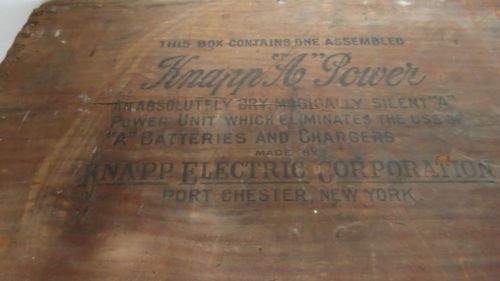 THIS BOX CONTAINS ONE ASSEMBLED
Knapp "A" Power
AN ABSOLUTELY DRY, MAGICALLY SILENT "A"
POWER UNIT WHICH ELIMINATES THE USE OF
"A" BATTERIES AND CHARGERS
MADE BY
KNAPP ELECTRIC CORPORATION
PORT CHESTER, NEW YORK.